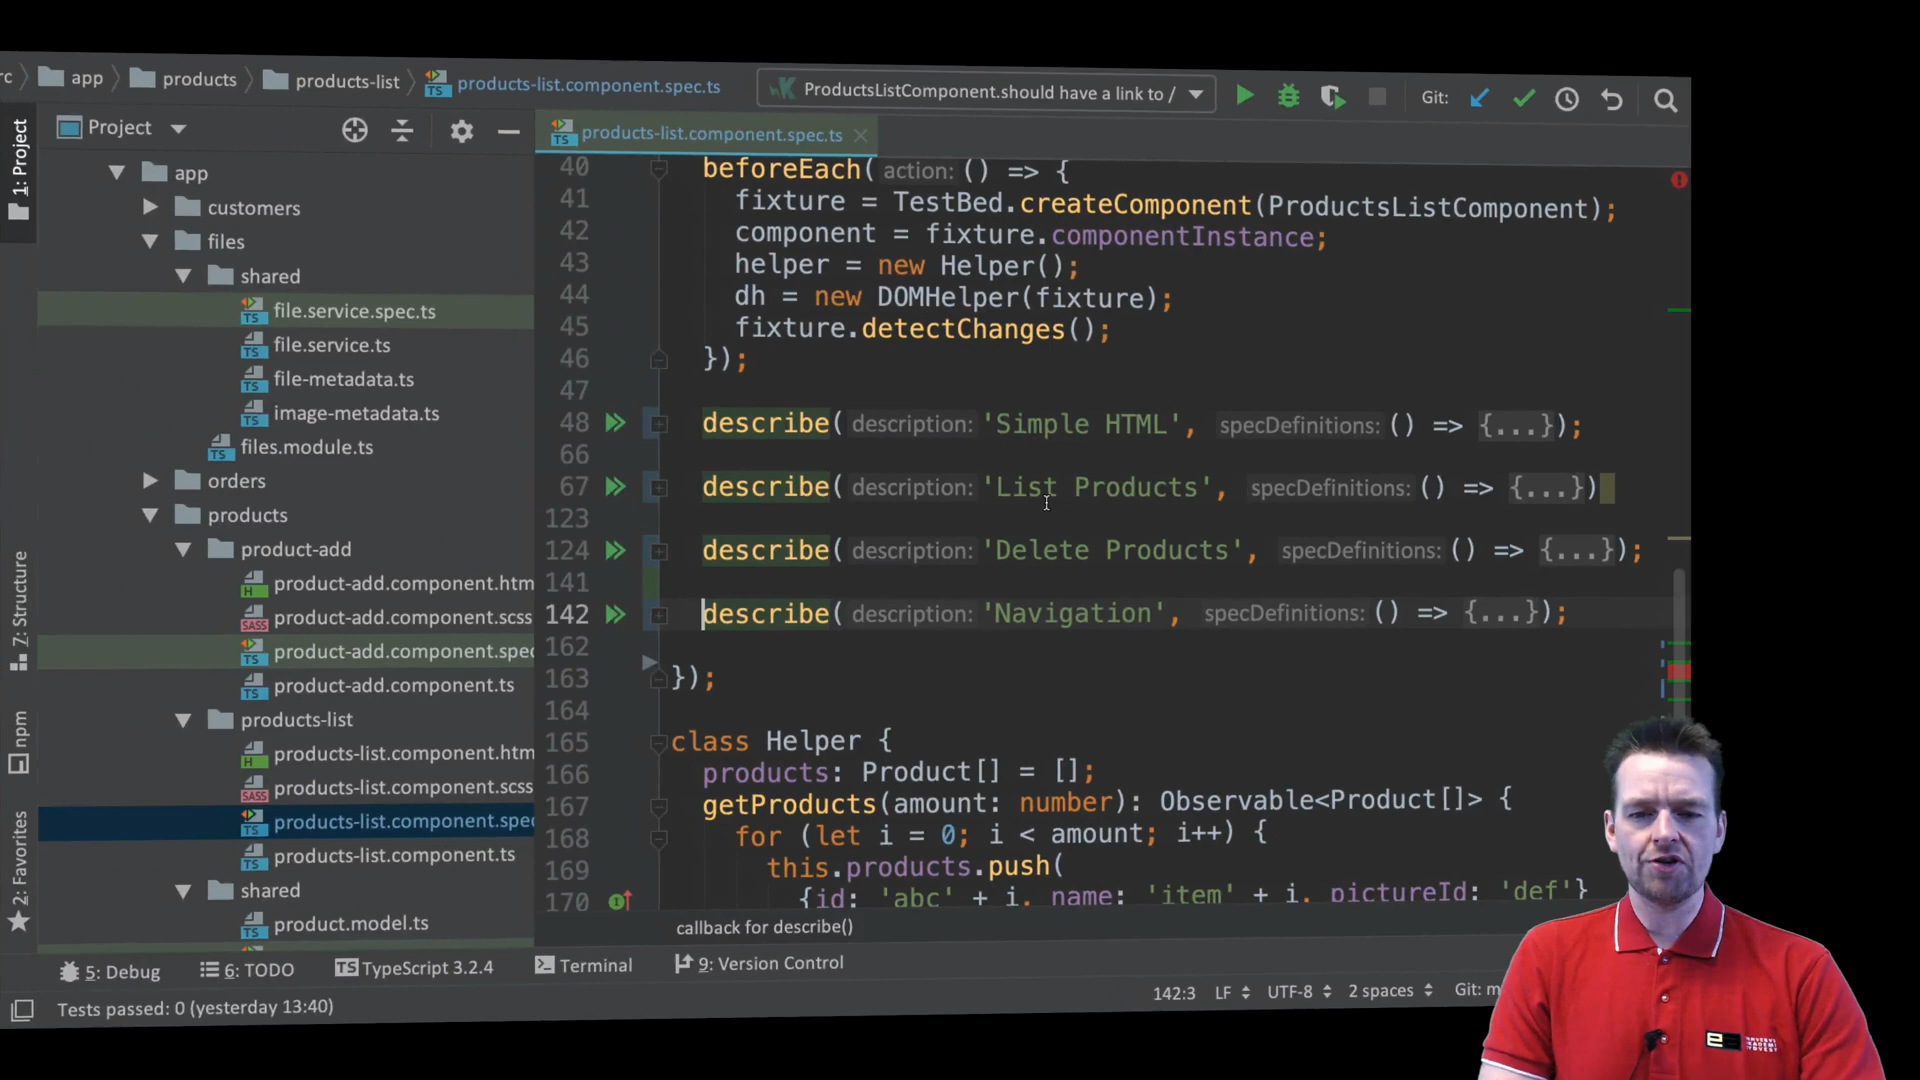 rc app products products-list products-list.component.spec.ts ProductsListComponent.should have a link to / Git:
1: Project
Project
products-list.component.spec.ts
app
customers
files
shared
file.service.spec.ts
file.service.ts
file-metadata.ts
image-metadata.ts
files.module.ts
orders
products
product-add
product-add.component.htm
product-add.component.scss
product-add.component.spec
product-add.component.ts
products-list
products-list.component.htm
products-list.component.scss
products-list.component.spec
products-list.component.ts
shared
product.model.ts
Z: Structure
npm
2: Favorites
40 beforeEach( action: () => {
41 fixture = TestBed.createComponent(ProductsListComponent);
42 component = fixture.componentInstance;
43 helper = new Helper();
44 dh = new DOMHelper(fixture);
45 fixture.detectChanges();
46 });
47
48 describe( description: 'Simple HTML', specDefinitions: () => {...});
66
67 describe( description: 'List Products', specDefinitions: () => {...})
123
124 describe( description: 'Delete Products', specDefinitions: () => {...});
141
142 describe( description: 'Navigation', specDefinitions: () => {...});
162
163 });
164
165 class Helper {
166 products: Product[] = [];
167 getProducts(amount: number): Observable<Product[]> {
168 for (let i = 0; i < amount; i++) {
169 this.products.push(
170 {id: 'abc' + i, name: 'item' + i, pictureId: 'def'}
callback for describe()
5: Debug 6: TODO TypeScript 3.2.4 Terminal 9: Version Control
Tests passed: 0 (yesterday 13:40) 142:3 LF UTF-8 2 spaces Git: m